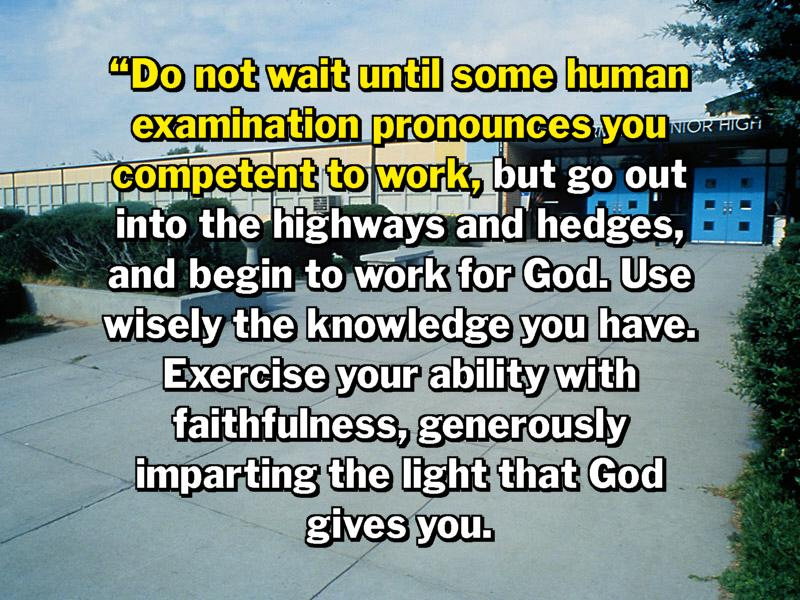 “Do not wait until some human
examination pronounces you
competent to work, but go out
into the highways and hedges,
and begin to work for God. Use
wisely the knowledge you have.
Exercise your ability with
faithfulness, generously
imparting the light that God
gives you.
HIGH